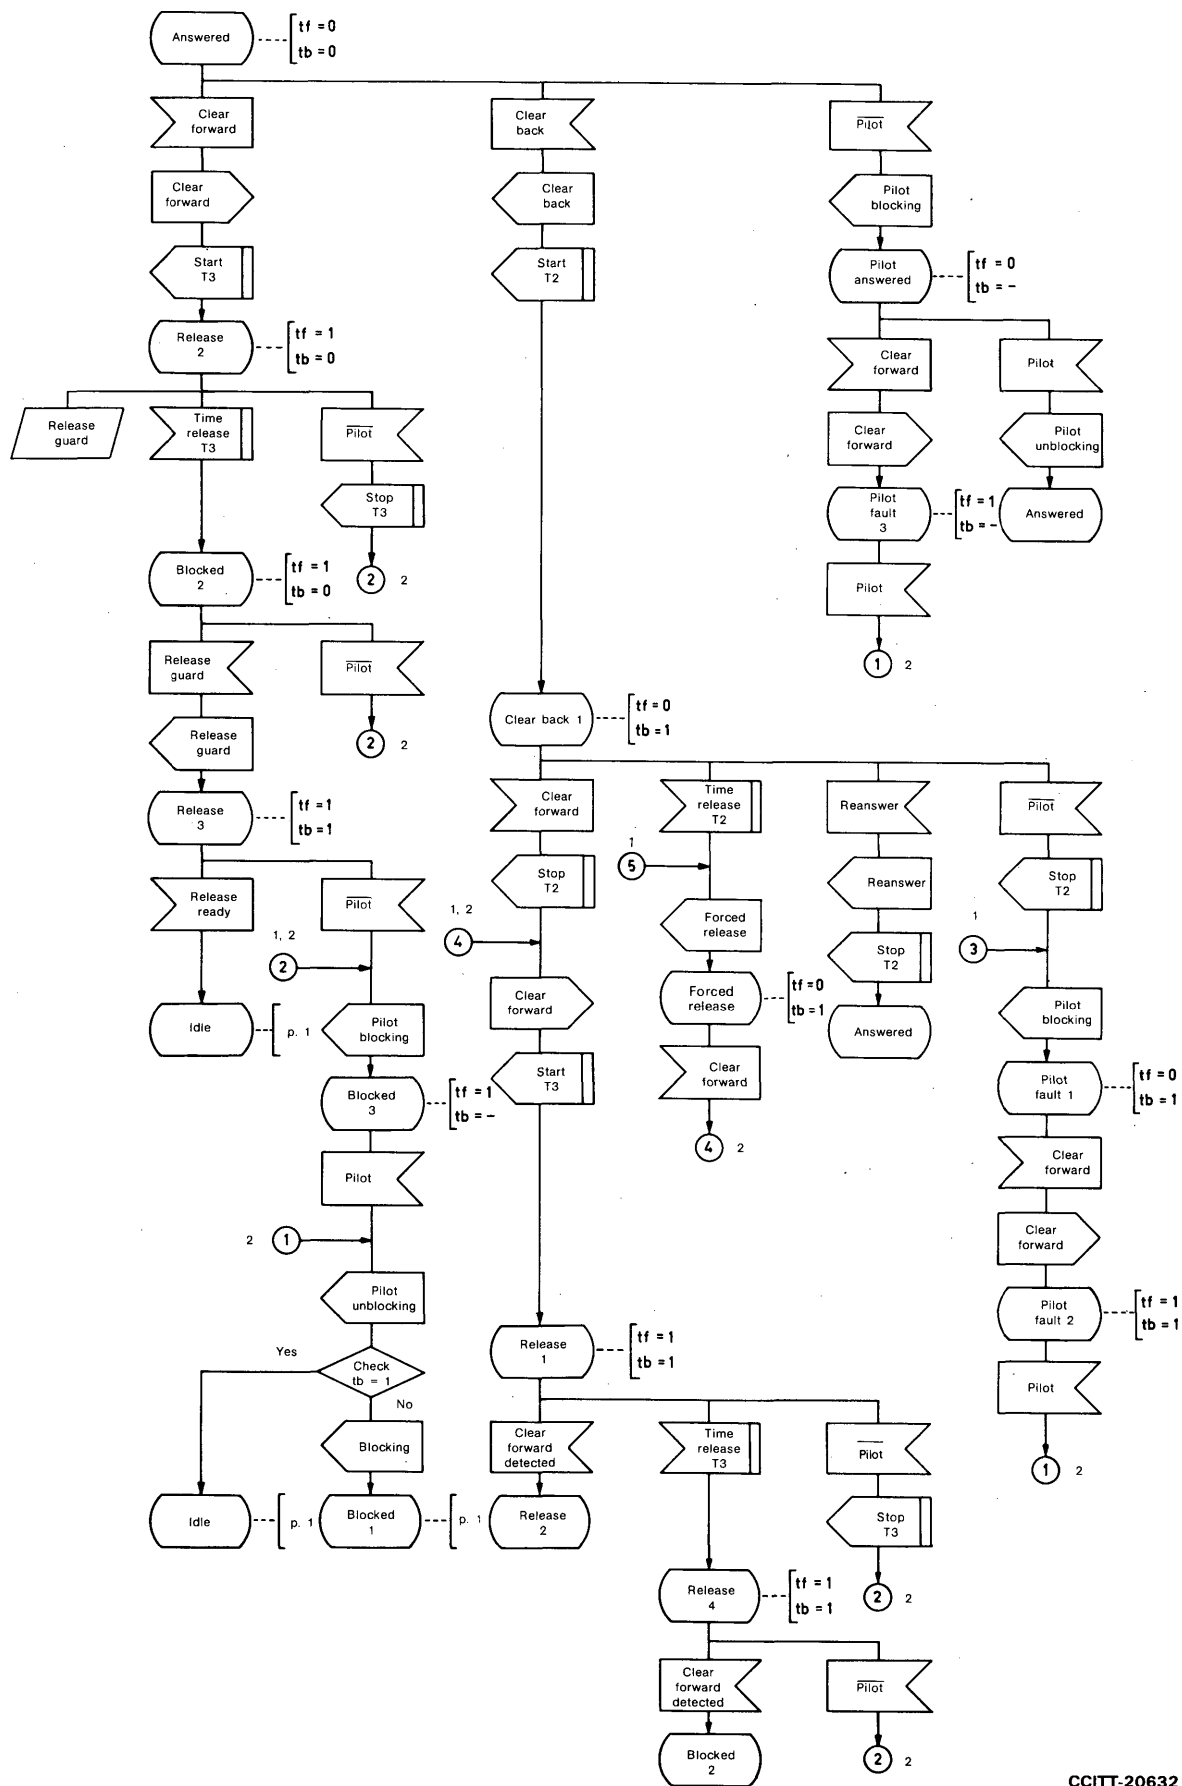 Answered
tf = 0
tb = 0
Clear
forward
Clear
back
Pilot
Clear
forward
Clear
back
Pilot
blocking
Start
T3
Start
T2
Pilot
answered
tf = 0
tb = –
Release
2
tf = 1
tb = 0
Clear
forward
Pilot
Release
guard
Time
release
T3
Pilot
Clear
forward
Pilot
unblocking
Stop
T3
Pilot
fault
3
tf = 1
tb = –
Answered
Blocked
2
tf = 1
tb = 0
2 2
Pilot
Release
guard
Pilot
1 2
Release
guard
2 2
Clear back 1
tf = 0
tb = 1
Release
3
tf = 1
tb = 1
Clear
forward
Time
release
T2
Reanswer
Pilot
Release
ready
Pilot
Stop
T2
1
5
Reanswer
Stop
T2
1, 2
2
1, 2
4
Forced
release
Stop
T2
1
3
Idle
p. 1
Pilot
blocking
Clear
forward
Forced
release
tf = 0
tb = 1
Answered
Pilot
blocking
Blocked
3
tf = 1
tb = –
Start
T3
Clear
forward
Pilot
fault 1
tf = 0
tb = 1
Pilot
4 2
Clear
forward
2 1
Clear
forward
Pilot
unblocking
Release
1
tf = 1
tb = 1
Pilot
fault 2
tf = 1
tb = 1
Yes
Check
tb = 1
No
Pilot
Blocking
Clear
forward
detected
Time
release
T3
Pilot
1 2
Idle
p. 1
Blocked
1
p. 1
Release
2
Stop
T3
Release
4
tf = 1
tb = 1
2 2
Clear
forward
detected
Pilot
Blocked
2
2 2
CCITT-20632